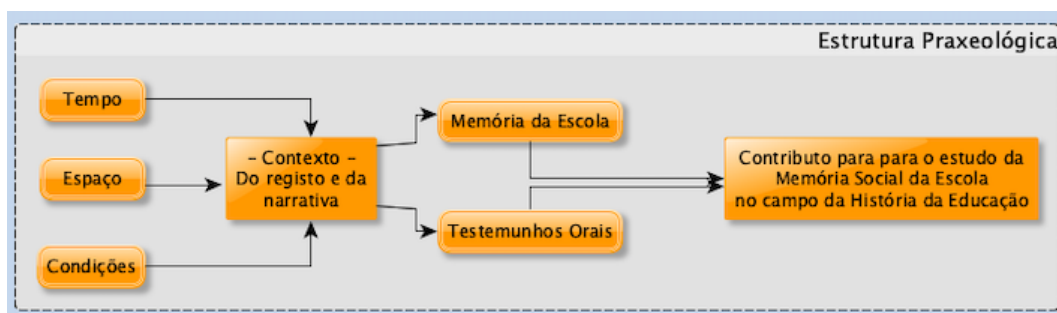 Estrutura Praxeológica
Tempo
Espaço
Condições
– Contexto –
Do registo e da
narrativa
Memória da Escola
Testemunhos Orais
Contributo para para o estudo da
Memória Social da Escola
no campo da História da Educação